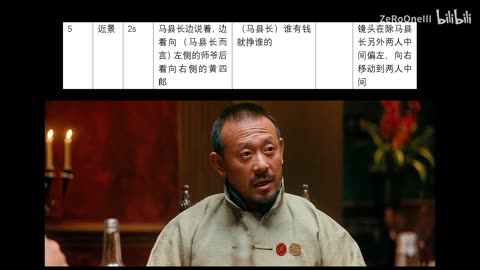 ZeRoOneIII bilibili
5 近景 2s 马县长边说着,边 (马县长) 谁有钱 镜头在除马县
看向 (马县长而 就挣谁的 长另外两人中
言) 左侧的师爷后 间偏左,向右
看向右侧的黄四 移动到两人中
郎 间